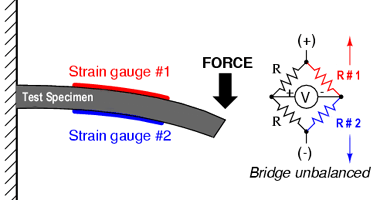 Strain gauge #1
Test Specimen
Strain gauge #2
FORCE
(+)
R
R # 1
+
V
-
R
R # 2
(-)
Bridge unbalanced